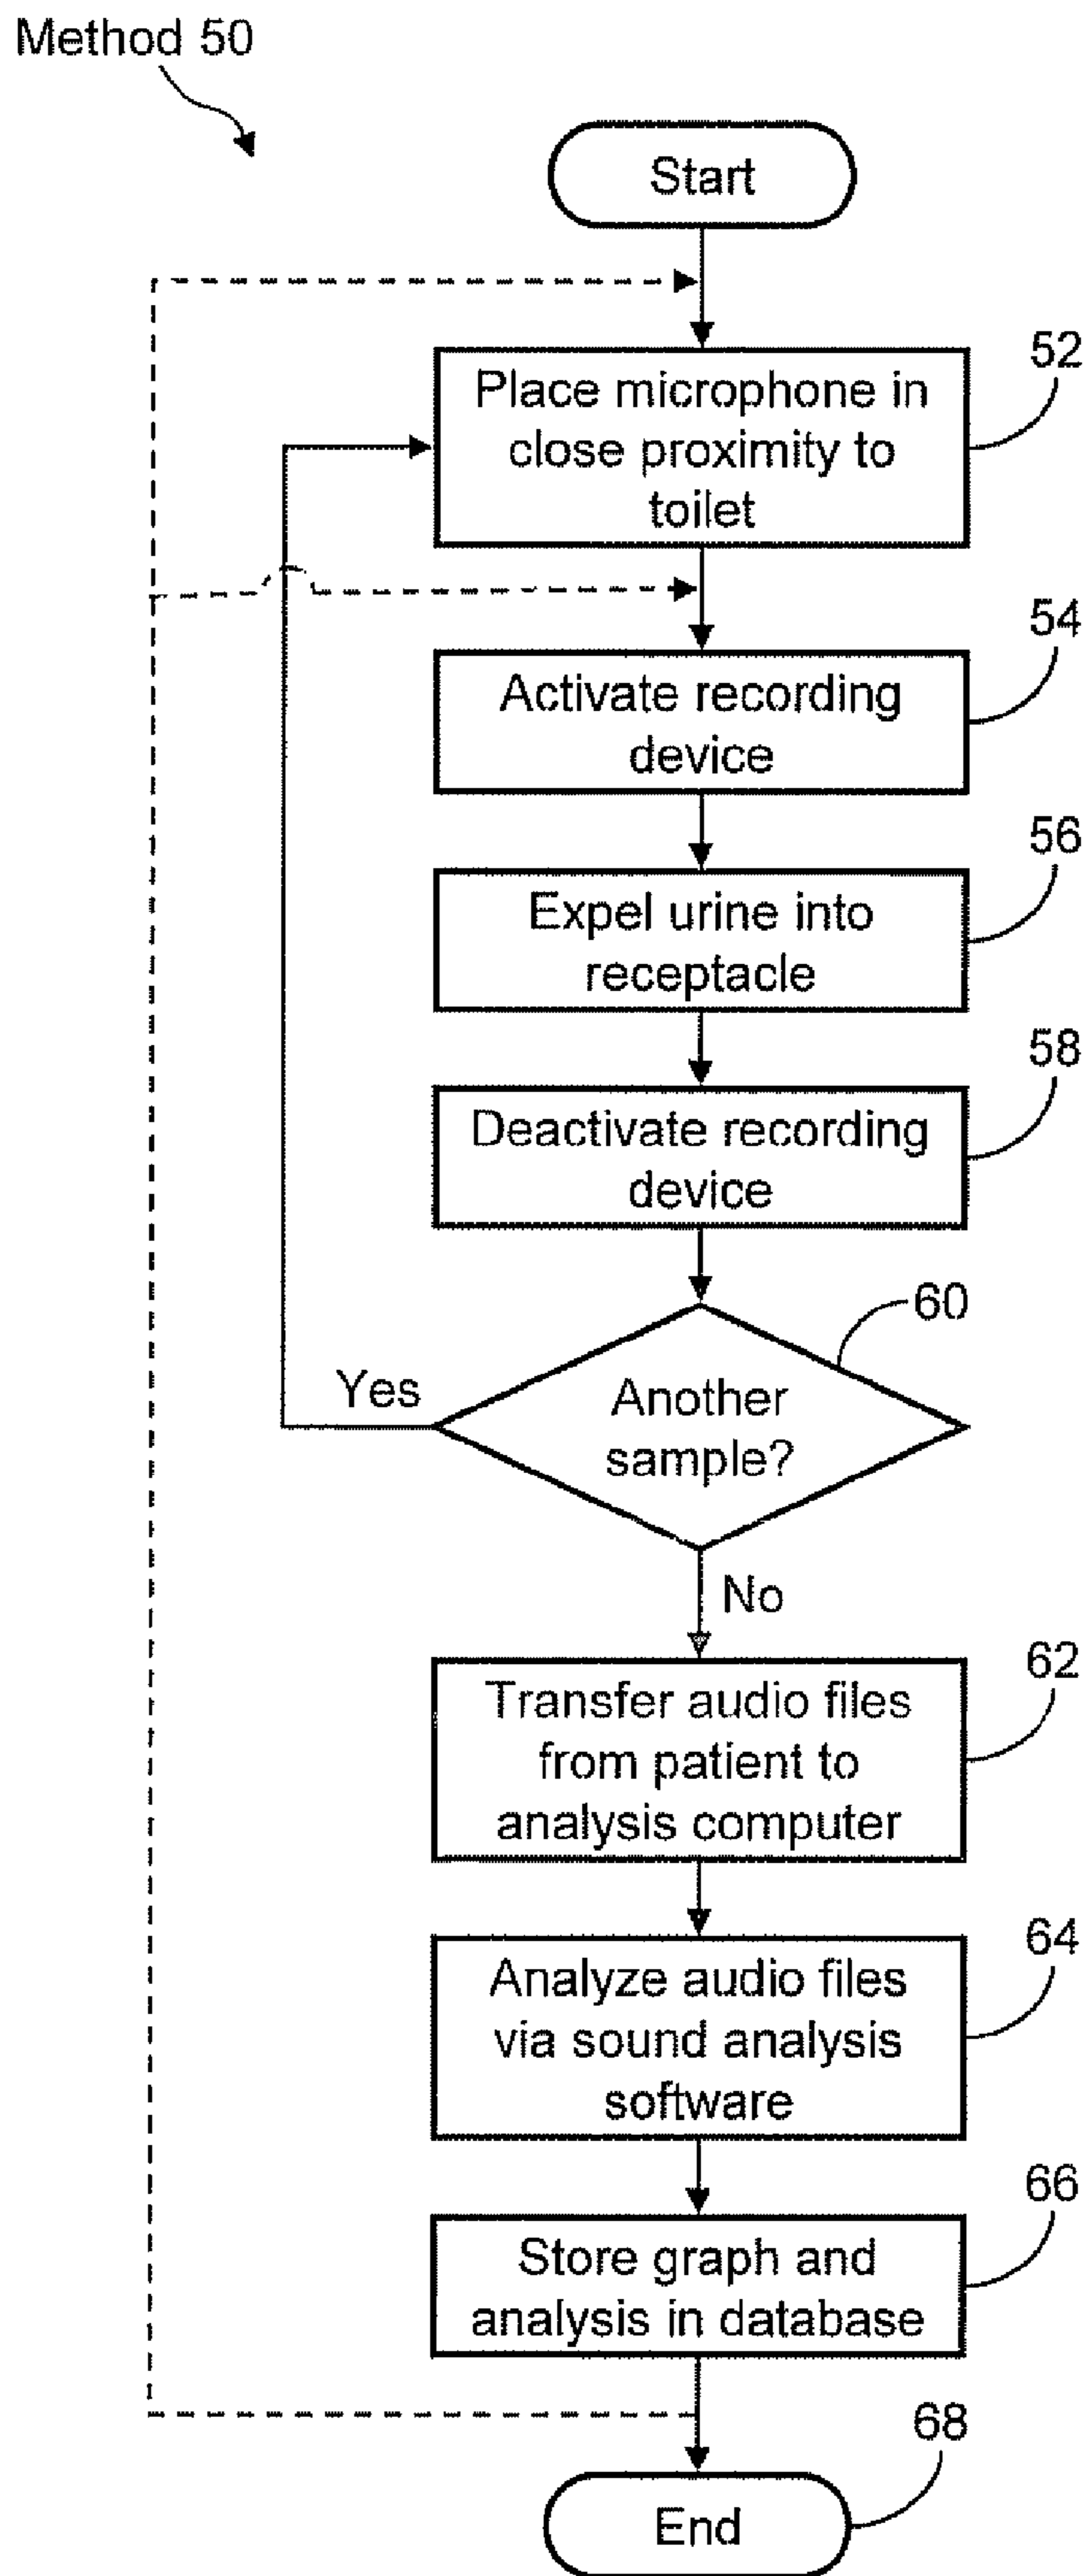 Method 50
Start
52
Place microphone in
close proximity to
toilet
54
Activate recording
device
56
Expel urine into
receptacle
58
Deactivate recording
device
60
Another
sample?
Yes
No
62
Transfer audio files
from patient to
analysis computer
64
Analyze audio files
via sound analysis
software
66
Store graph and
analysis in database
68
End